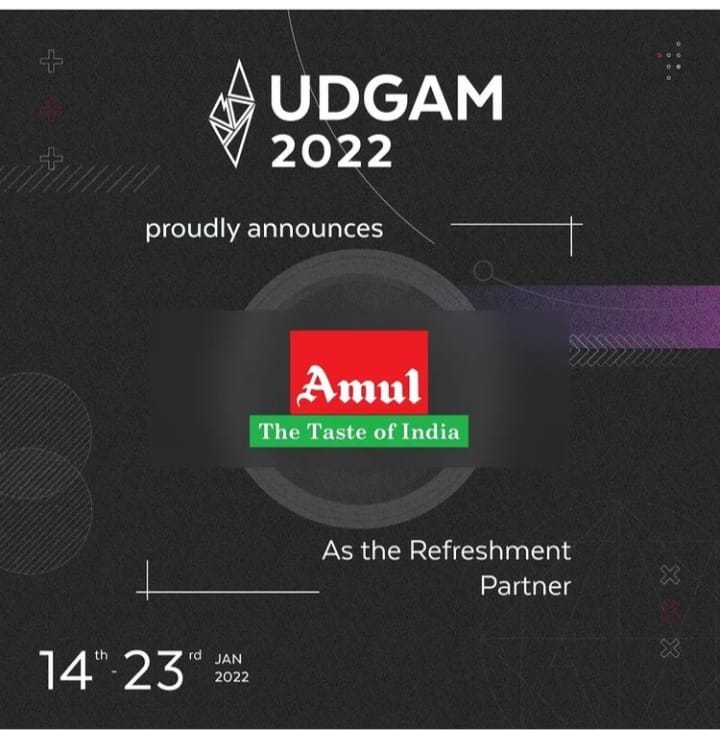 UDGAM
2022
proudly announces
Amul
The Taste of India
As the Refreshment
Partner
14th - 23rd JAN
2022